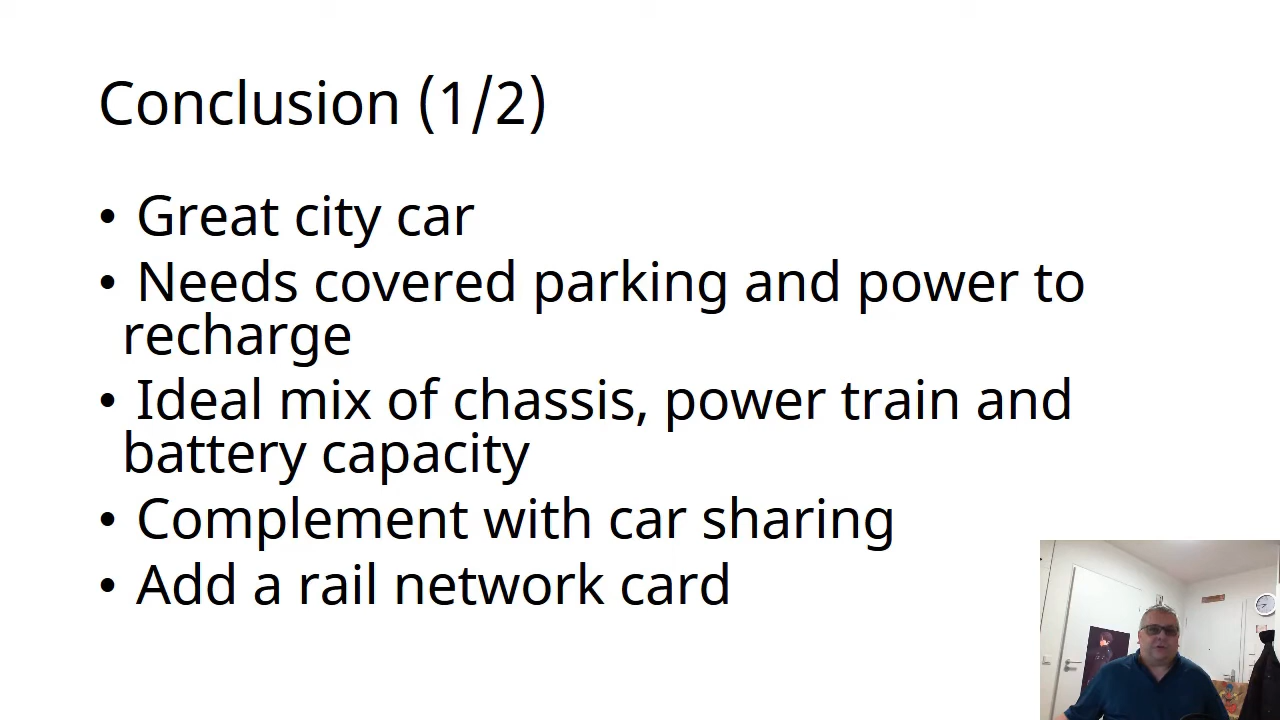 Conclusion (1/2)
• Great city car
• Needs covered parking and power to
recharge
• Ideal mix of chassis, power train and
battery capacity
• Complement with car sharing
• Add a rail network card